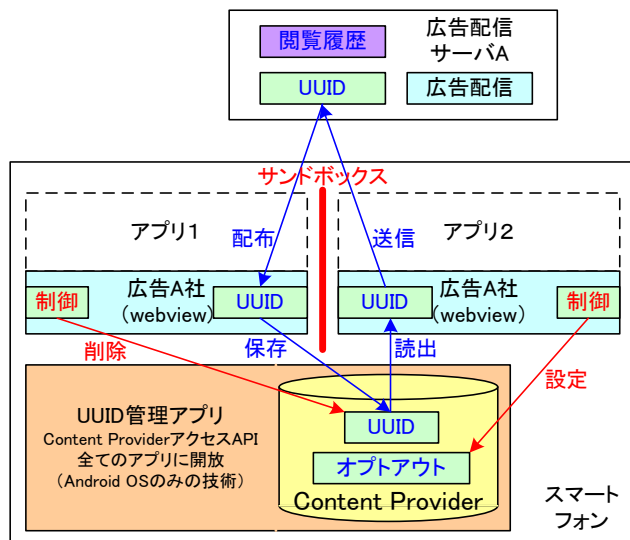 閲覧履歴
広告配信
サーバA
UUID
広告配信
サンドボックス
アプリ1
アプリ2
配布
送信
制御
広告A社
(webview)
UUID
UUID
広告A社
(webview)
制御
削除
保存
読出
設定
UUID管理アプリ
Content ProviderアクセスAPI
全てのアプリに開放
(Android OSのみの技術)
UUID
オプトアウト
Content Provider
スマート
フォン